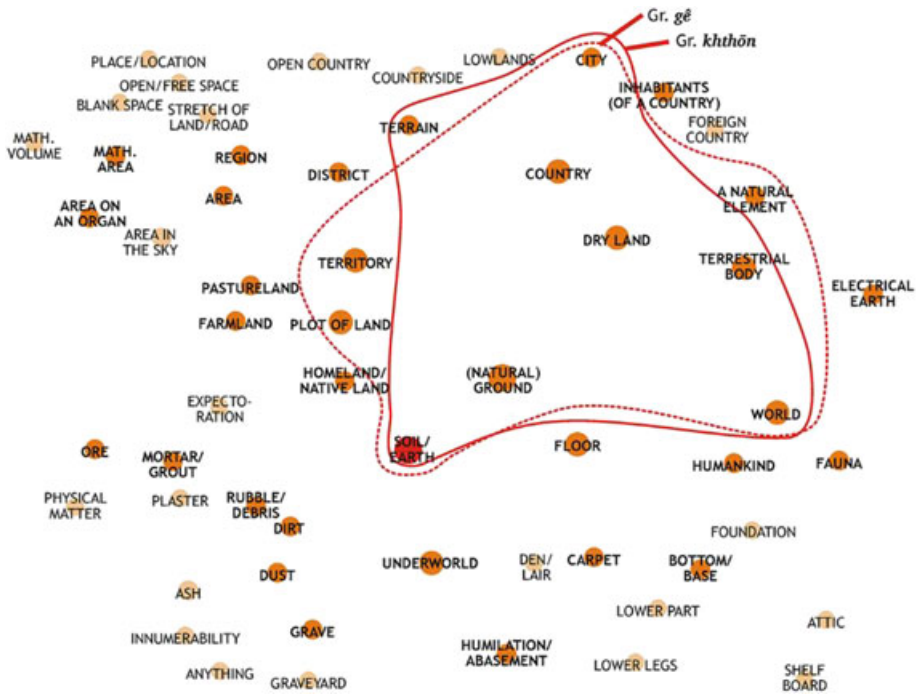 Gr. gê
Gr. khthōn
PLACE/LOCATION
OPEN COUNTRY
LOWLANDS
CITY
COUNTRYSIDE
OPEN/FREE SPACE
BLANK SPACE
STRETCH OF
LAND/ROAD
INHABITANTS
(OF A COUNTRY)
FOREIGN
COUNTRY
TERRAIN
MATH.
VOLUME
MATH.
AREA
REGION
DISTRICT
COUNTRY
AREA
A NATURAL
ELEMENT
AREA ON
AN ORGAN
AREA IN
THE SKY
DRY LAND
TERRITORY
TERRESTRIAL
BODY
PASTURELAND
ELECTRICAL
EARTH
FARMLAND
PLOT OF LAND
HOMELAND/
NATIVE LAND
(NATURAL)
GROUND
EXPECTO-
RATION
WORLD
SOIL/
EARTH
FLOOR
ORE
MORTAR/
GROUT
HUMANKIND
FAUNA
PHYSICAL
MATTER
PLASTER
RUBBLE/
DEBRIS
DIRT
FOUNDATION
UNDERWORLD
DEN/
LAIR
CARPET
BOTTOM/
BASE
DUST
ASH
LOWER PART
ATTIC
INNUMERABILITY
GRAVE
HUMILATION/
ABASEMENT
LOWER LEGS
ANYTHING
GRAVEYARD
SHELF
BOARD